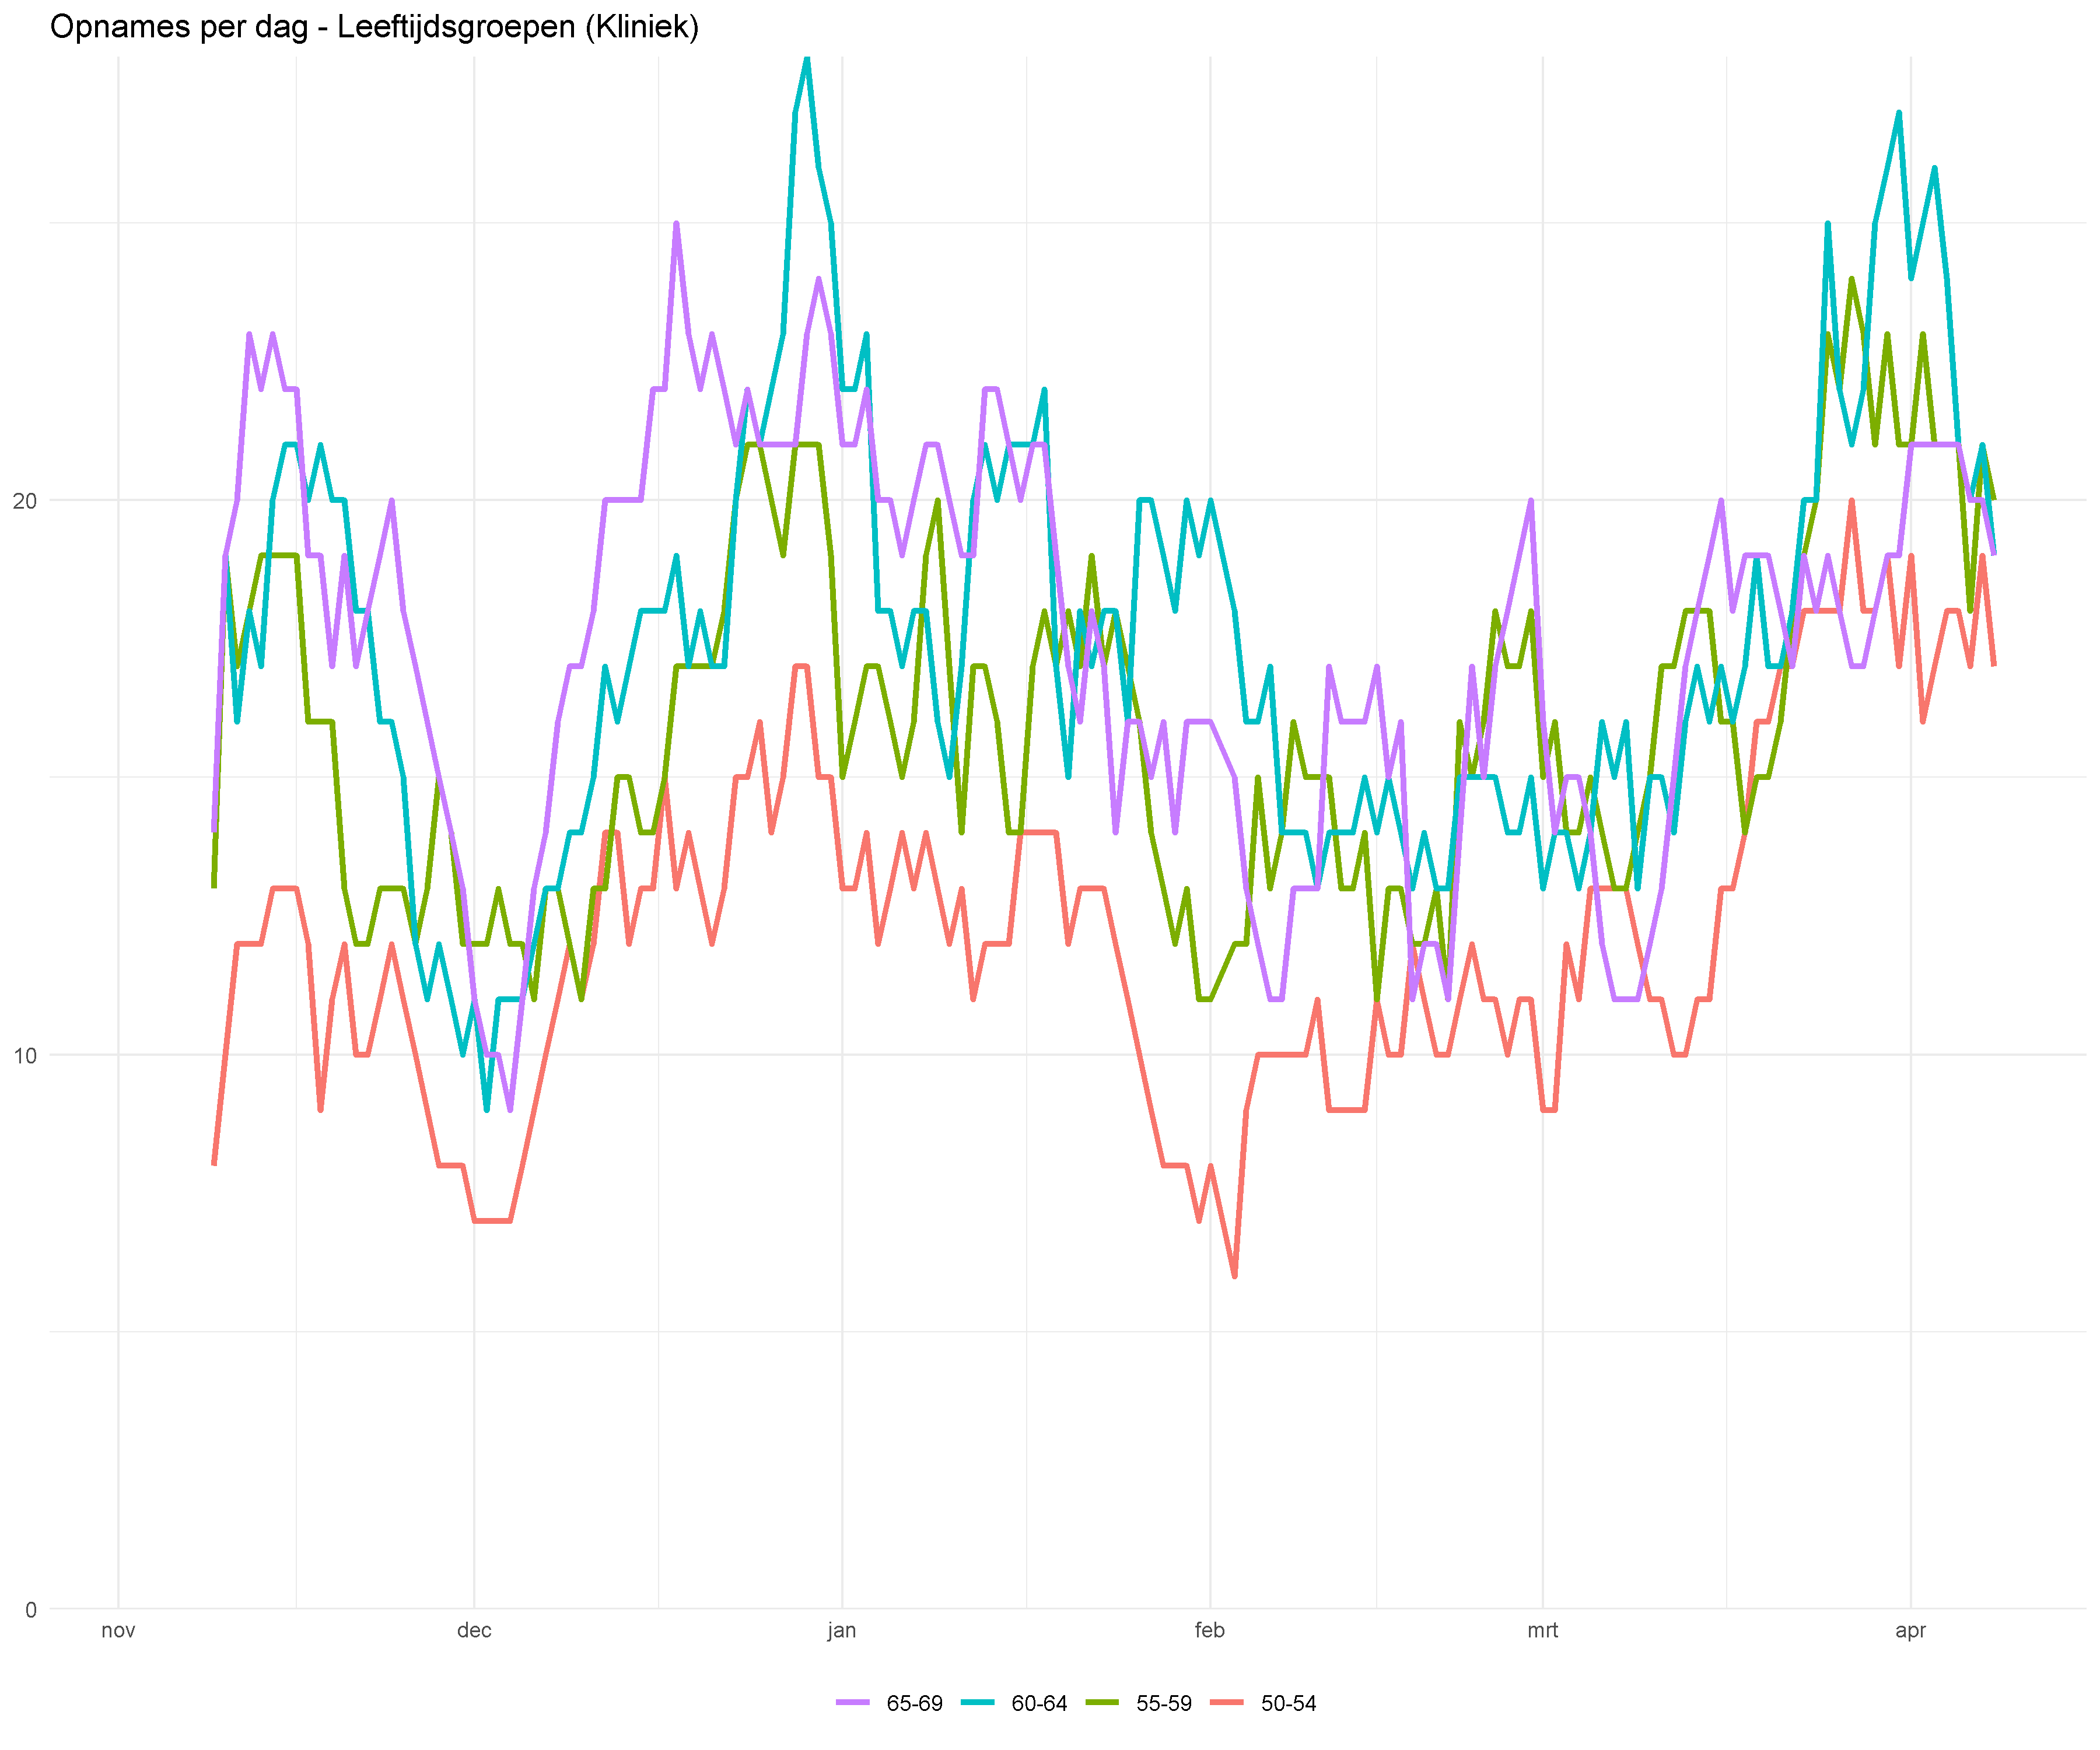 Opnames per dag - Leeftijdsgroepen (Kliniek)
20
10
0
nov dec jan feb mrt apr
65-69 60-64 55-59 50-54